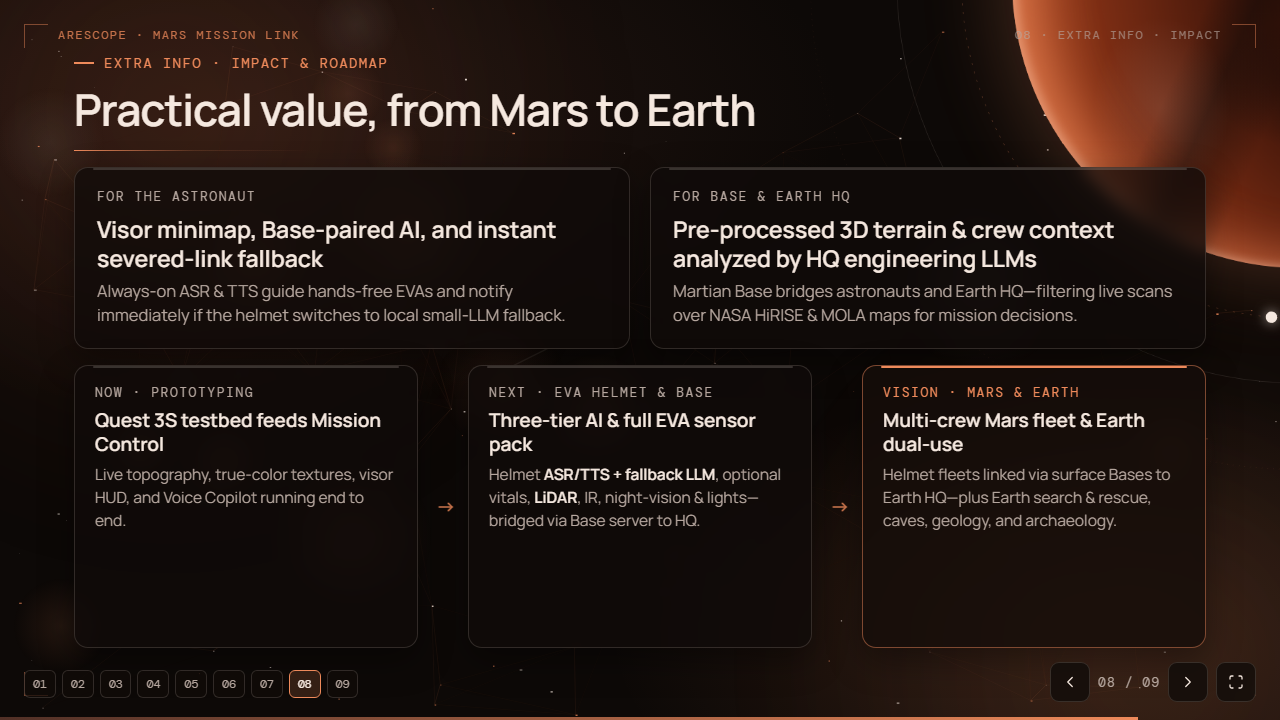 ARESCOPE · MARS MISSION LINK
08 · EXTRA INFO · IMPACT
EXTRA INFO · IMPACT & ROADMAP
Practical value, from Mars to Earth
FOR THE ASTRONAUT
Visor minimap, Base-paired AI, and instant
severed-link fallback
Always-on ASR & TTS guide hands-free EVAs and notify
immediately if the helmet switches to local small-LLM fallback.
FOR BASE & EARTH HQ
Pre-processed 3D terrain & crew context
analyzed by HQ engineering LLMs
Martian Base bridges astronauts and Earth HQ—filtering live scans
over NASA HiRISE & MOLA maps for mission decisions.
NOW · PROTOTYPING
Quest 3S testbed feeds Mission
Control
Live topography, true-color textures, visor
HUD, and Voice Copilot running end to
end.
→
NEXT · EVA HELMET & BASE
Three-tier AI & full EVA sensor
pack
Helmet ASR/TTS + fallback LLM, optional
vitals, LiDAR, IR, night-vision & lights—
bridged via Base server to HQ.
→
VISION · MARS & EARTH
Multi-crew Mars fleet & Earth
dual-use
Helmet fleets linked via surface Bases to
Earth HQ—plus Earth search & rescue,
caves, geology, and archaeology.
01 02 03 04 05 06 07 08 09
08 / 09